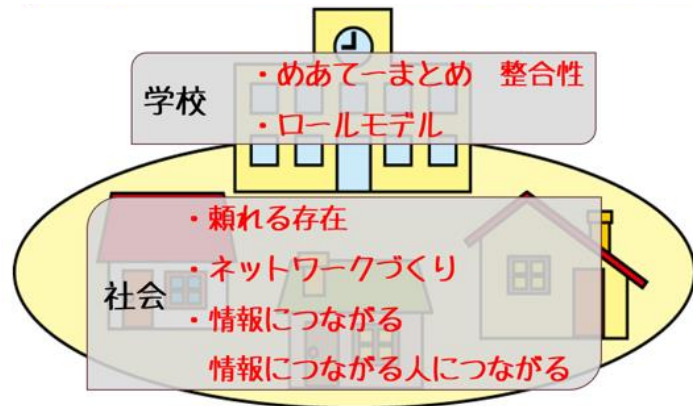 学校
・めあてーまとめ　整合性
・ロールモデル
社会
・頼れる存在
・ネットワークづくり
・情報につながる
情報につながる人につながる